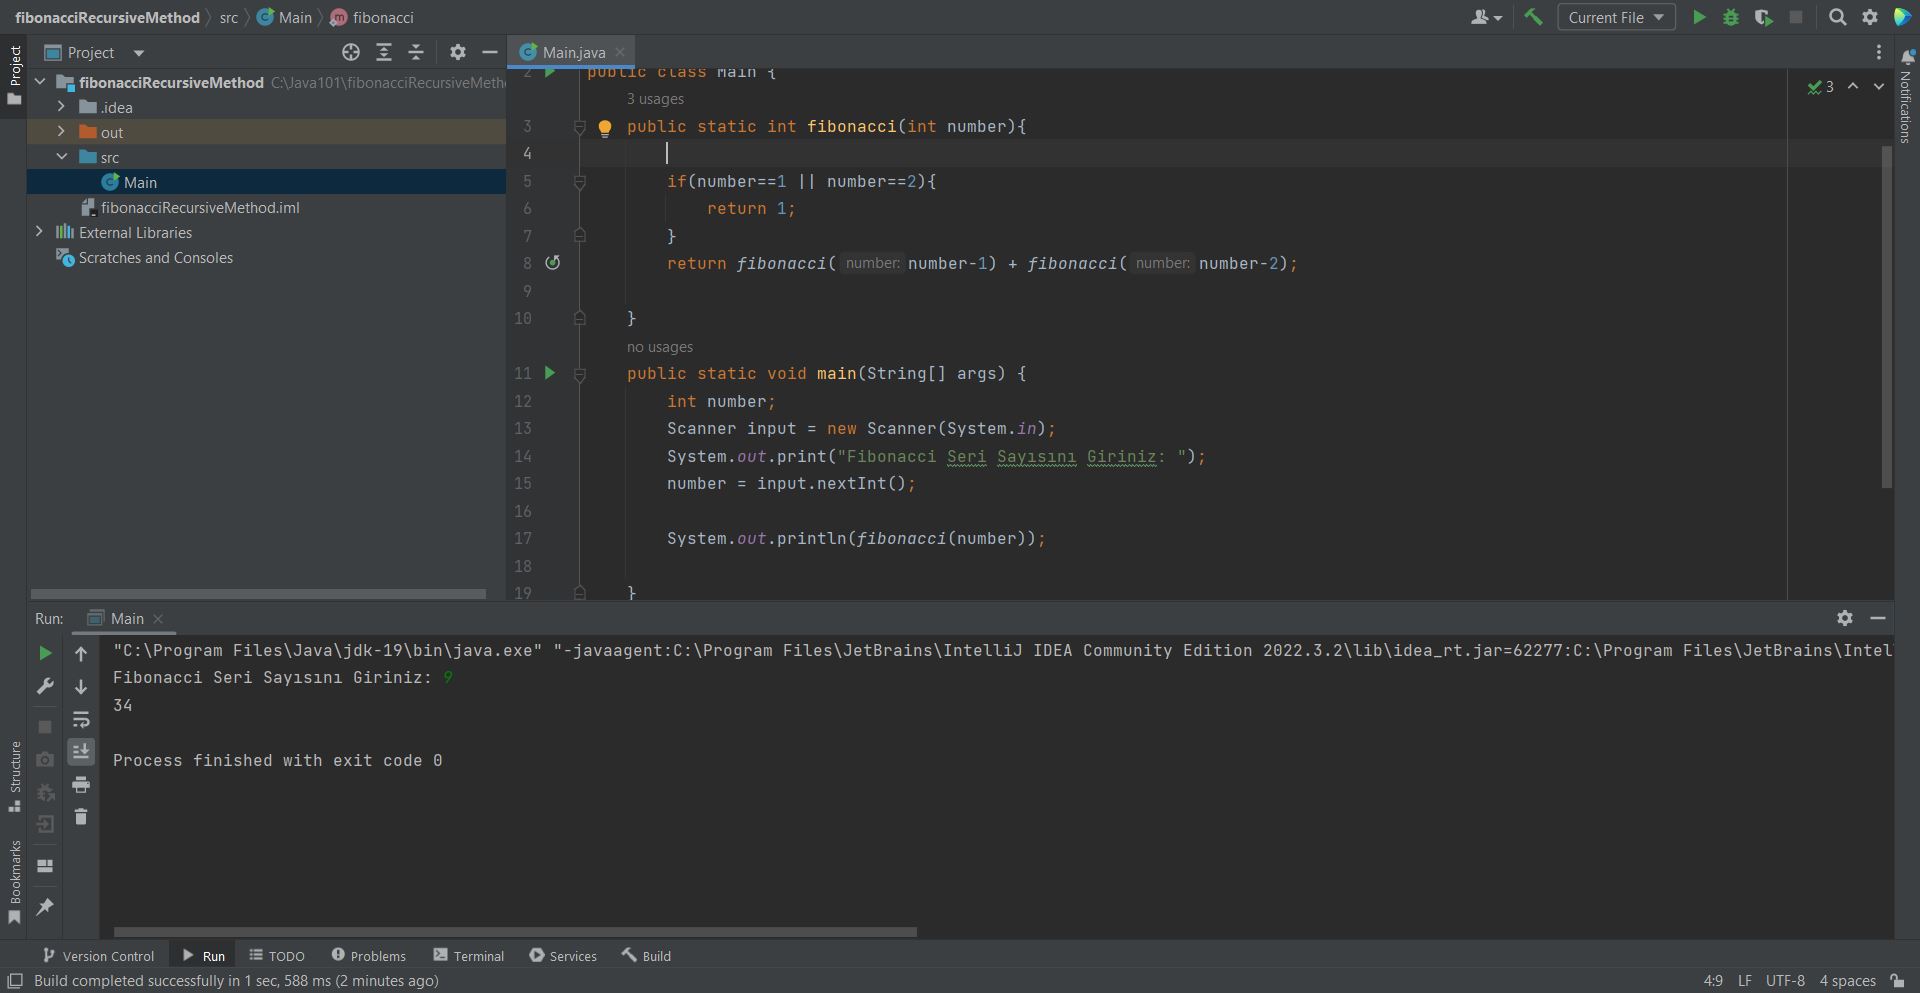 fibonacciRecursiveMethod src Main fibonacci
Current File
Project
Project
Main.java
fibonacciRecursiveMethod C:\Java101\fibonacciRecursiveMeth
.idea
out
src
Main
fibonacciRecursiveMethod.iml
External Libraries
Scratches and Consoles
Notifications
3
2 public class Main {
3 usages
3 public static int fibonacci(int number){
4
5 if(number==1 || number==2){
6 return 1;
7 }
8 return fibonacci( number: number-1) + fibonacci( number: number-2);
9
10 }
no usages
11 public static void main(String[] args) {
12 int number;
13 Scanner input = new Scanner(System.in);
14 System.out.print("Fibonacci Seri Sayısını Giriniz: ");
15 number = input.nextInt();
16
17 System.out.println(fibonacci(number));
18
19 }
Run: Main
"C:\Program Files\Java\jdk-19\bin\java.exe" "-javaagent:C:\Program Files\JetBrains\IntelliJ IDEA Community Edition 2022.3.2\lib\idea_rt.jar=62277:C:\Program Files\JetBrains\Intel
Fibonacci Seri Sayısını Giriniz: 9
34
Process finished with exit code 0
Structure
Bookmarks
Version Control Run TODO Problems Terminal Services Build
Build completed successfully in 1 sec, 588 ms (2 minutes ago)
4:9 LF UTF-8 4 spaces